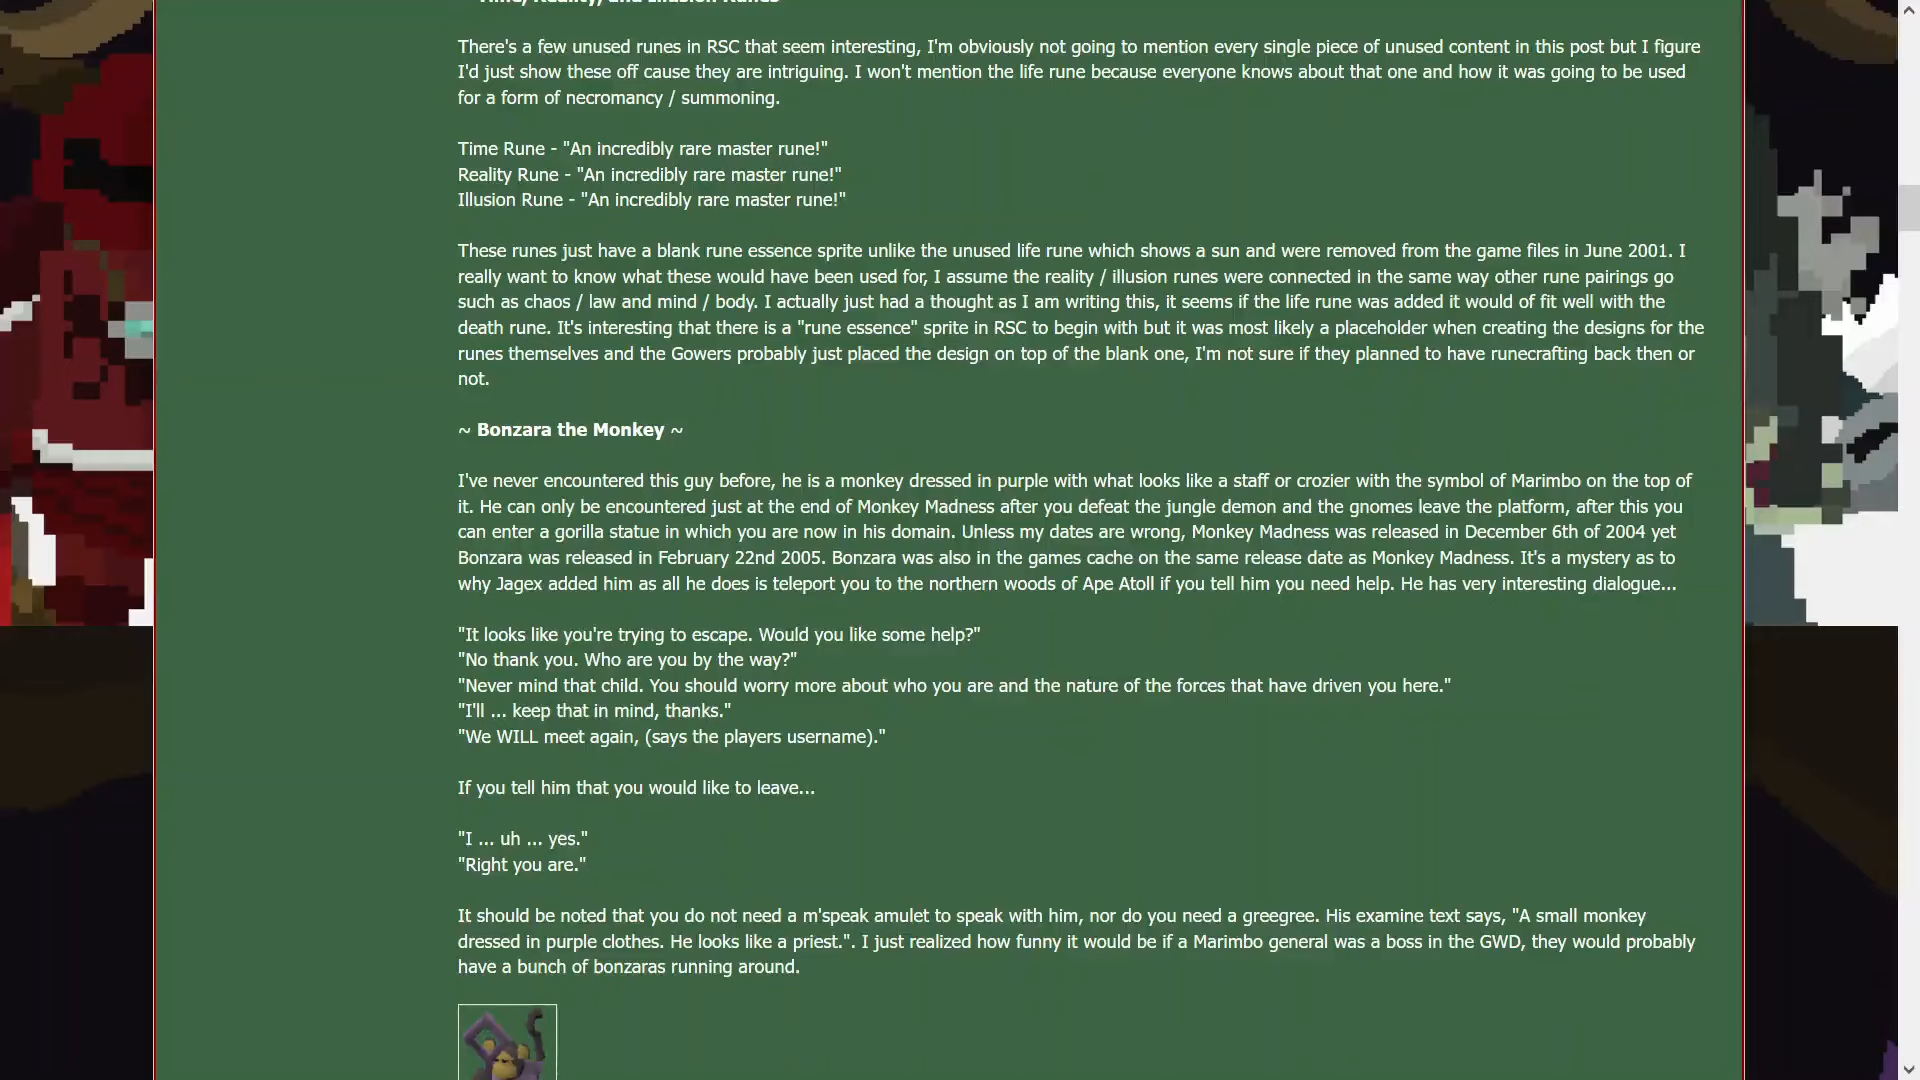 Time, Reality, and Illusion Runes
There's a few unused runes in RSC that seem interesting, I'm obviously not going to mention every single piece of unused content in this post but I figure
I'd just show these off cause they are intriguing. I won't mention the life rune because everyone knows about that one and how it was going to be used
for a form of necromancy / summoning.
Time Rune - "An incredibly rare master rune!"
Reality Rune - "An incredibly rare master rune!"
Illusion Rune - "An incredibly rare master rune!"
These runes just have a blank rune essence sprite unlike the unused life rune which shows a sun and were removed from the game files in June 2001. I
really want to know what these would have been used for, I assume the reality / illusion runes were connected in the same way other rune pairings go
such as chaos / law and mind / body. I actually just had a thought as I am writing this, it seems if the life rune was added it would of fit well with the
death rune. It's interesting that there is a "rune essence" sprite in RSC to begin with but it was most likely a placeholder when creating the designs for the
runes themselves and the Gowers probably just placed the design on top of the blank one, I'm not sure if they planned to have runecrafting back then or
not.
~ Bonzara the Monkey ~
I've never encountered this guy before, he is a monkey dressed in purple with what looks like a staff or crozier with the symbol of Marimbo on the top of
it. He can only be encountered just at the end of Monkey Madness after you defeat the jungle demon and the gnomes leave the platform, after this you
can enter a gorilla statue in which you are now in his domain. Unless my dates are wrong, Monkey Madness was released in December 6th of 2004 yet
Bonzara was released in February 22nd 2005. Bonzara was also in the games cache on the same release date as Monkey Madness. It's a mystery as to
why Jagex added him as all he does is teleport you to the northern woods of Ape Atoll if you tell him you need help. He has very interesting dialogue...
"It looks like you're trying to escape. Would you like some help?"
"No thank you. Who are you by the way?"
"Never mind that child. You should worry more about who you are and the nature of the forces that have driven you here."
"I'll ... keep that in mind, thanks."
"We WILL meet again, (says the players username)."
If you tell him that you would like to leave...
"I ... uh ... yes."
"Right you are."
It should be noted that you do not need a m'speak amulet to speak with him, nor do you need a greegree. His examine text says, "A small monkey
dressed in purple clothes. He looks like a priest.". I just realized how funny it would be if a Marimbo general was a boss in the GWD, they would probably
have a bunch of bonzaras running around.